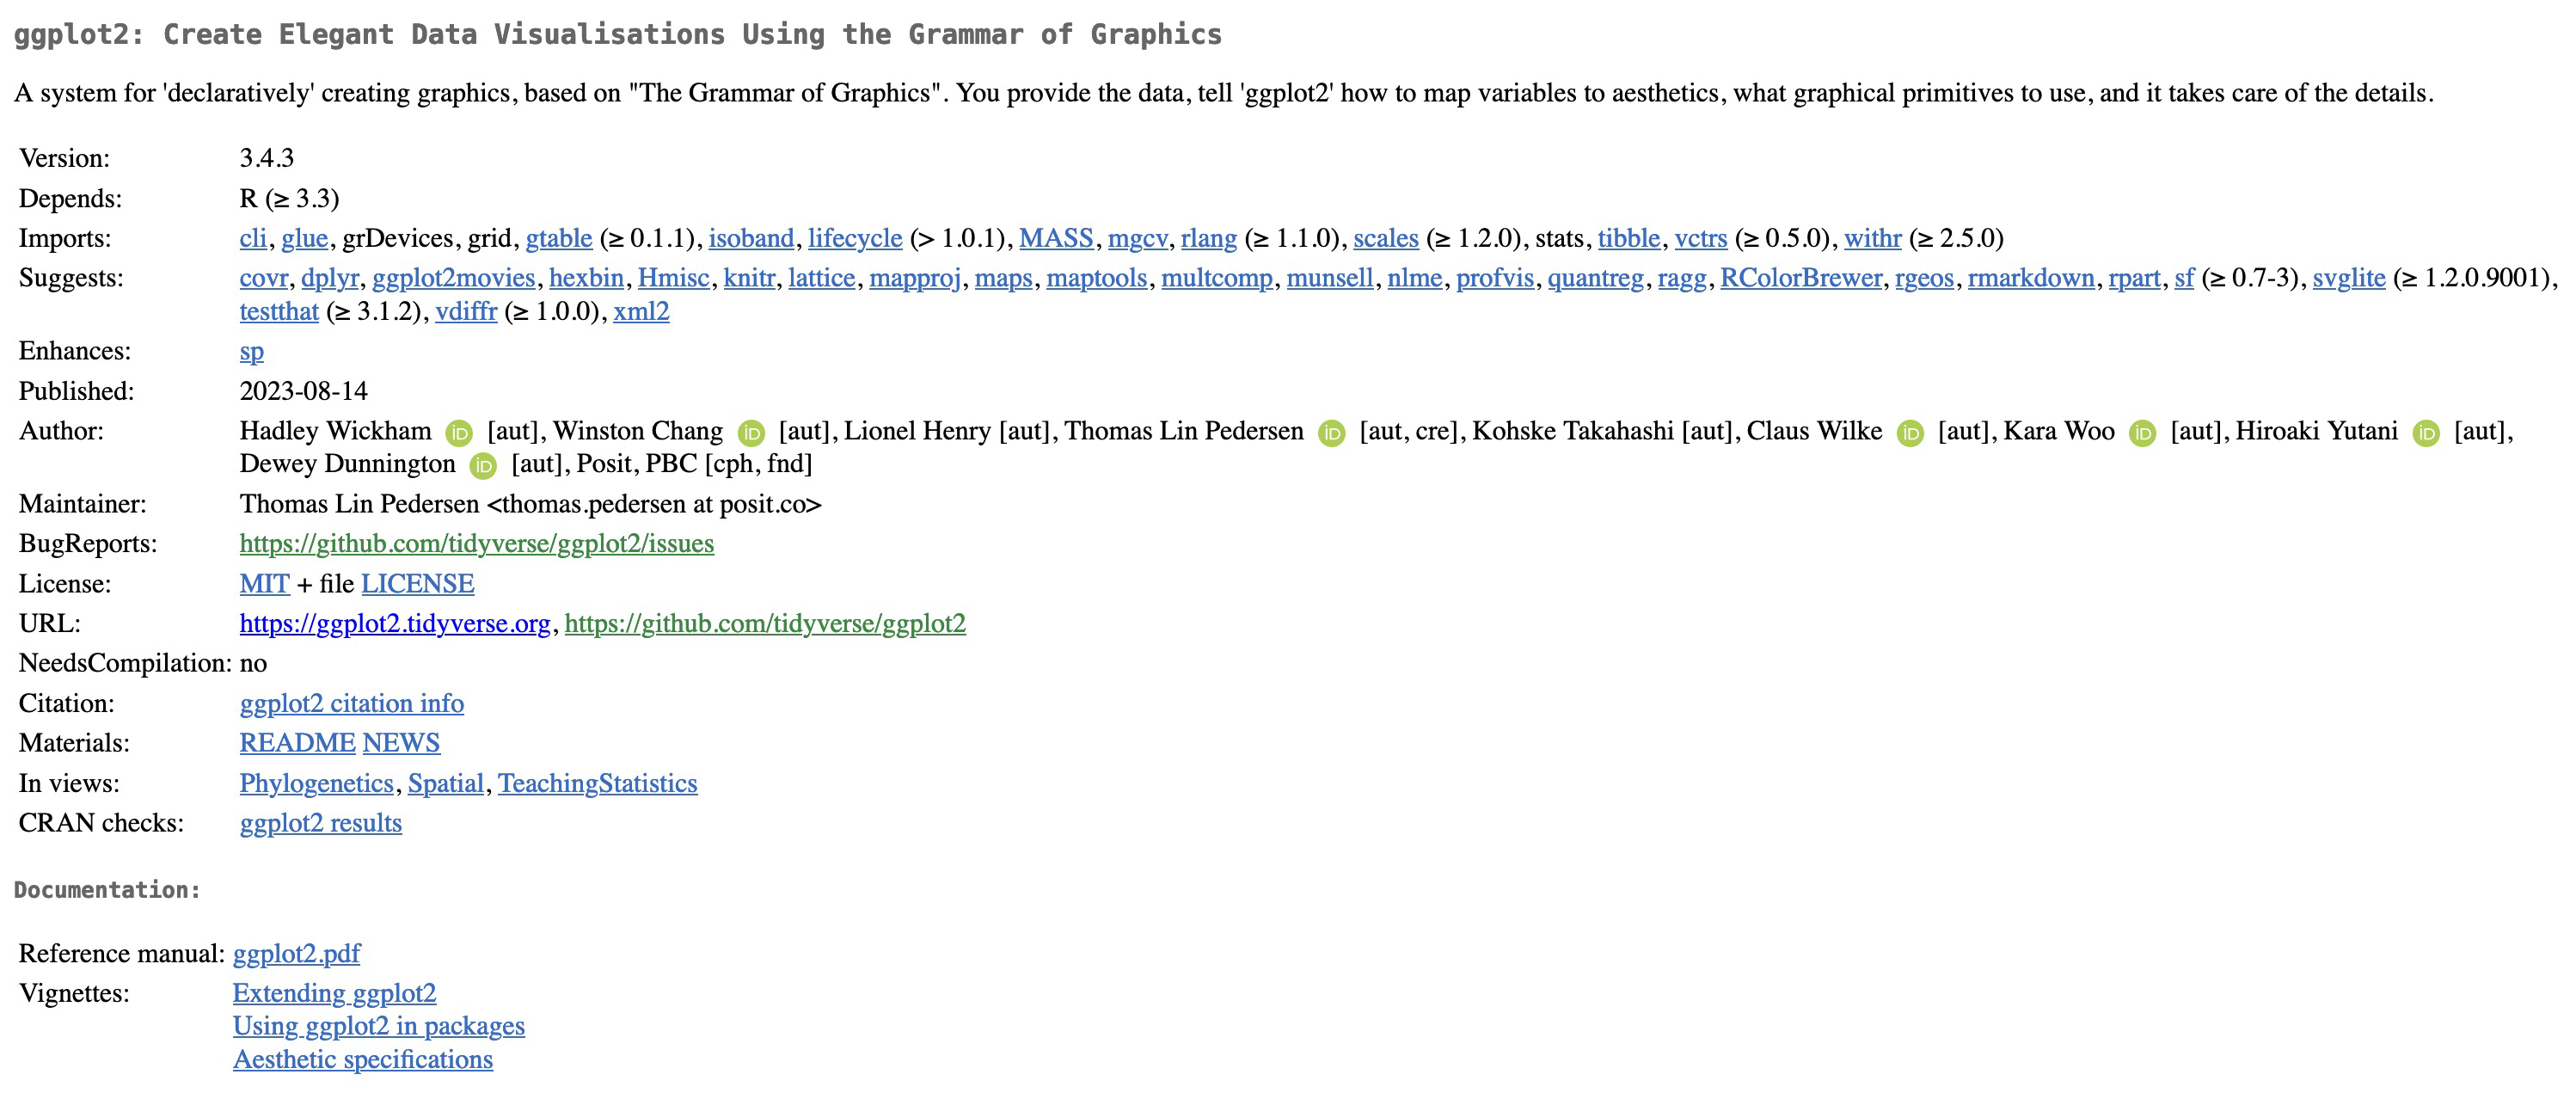 ggplot2: Create Elegant Data Visualisations Using the Grammar of Graphics
A system for 'declaratively' creating graphics, based on "The Grammar of Graphics". You provide the data, tell 'ggplot2' how to map variables to aesthetics, what graphical primitives to use, and it takes care of the details.
Version: 3.4.3
Depends: R (≥ 3.3)
Imports: cli, glue, grDevices, grid, gtable (≥ 0.1.1), isoband, lifecycle (> 1.0.1), MASS, mgcv, rlang (≥ 1.1.0), scales (≥ 1.2.0), stats, tibble, vctrs (≥ 0.5.0), withr (≥ 2.5.0)
Suggests: covr, dplyr, ggplot2movies, hexbin, Hmisc, knitr, lattice, mapproj, maps, maptools, multcomp, munsell, nlme, profvis, quantreg, ragg, RColorBrewer, rgeos, rmarkdown, rpart, sf (≥ 0.7-3), svglite (≥ 1.2.0.9001),
testthat (≥ 3.1.2), vdiffr (≥ 1.0.0), xml2
Enhances: sp
Published: 2023-08-14
Author: Hadley Wickham iD [aut], Winston Chang iD [aut], Lionel Henry [aut], Thomas Lin Pedersen iD [aut, cre], Kohske Takahashi [aut], Claus Wilke iD [aut], Kara Woo iD [aut], Hiroaki Yutani iD [aut],
Dewey Dunnington iD [aut], Posit, PBC [cph, fnd]
Maintainer: Thomas Lin Pedersen <thomas.pedersen at posit.co>
BugReports: https://github.com/tidyverse/ggplot2/issues
License: MIT + file LICENSE
URL: https://ggplot2.tidyverse.org, https://github.com/tidyverse/ggplot2
NeedsCompilation: no
Citation: ggplot2 citation info
Materials: README NEWS
In views: Phylogenetics, Spatial, TeachingStatistics
CRAN checks: ggplot2 results
Documentation:
Reference manual: ggplot2.pdf
Vignettes: Extending ggplot2
Using ggplot2 in packages
Aesthetic specifications